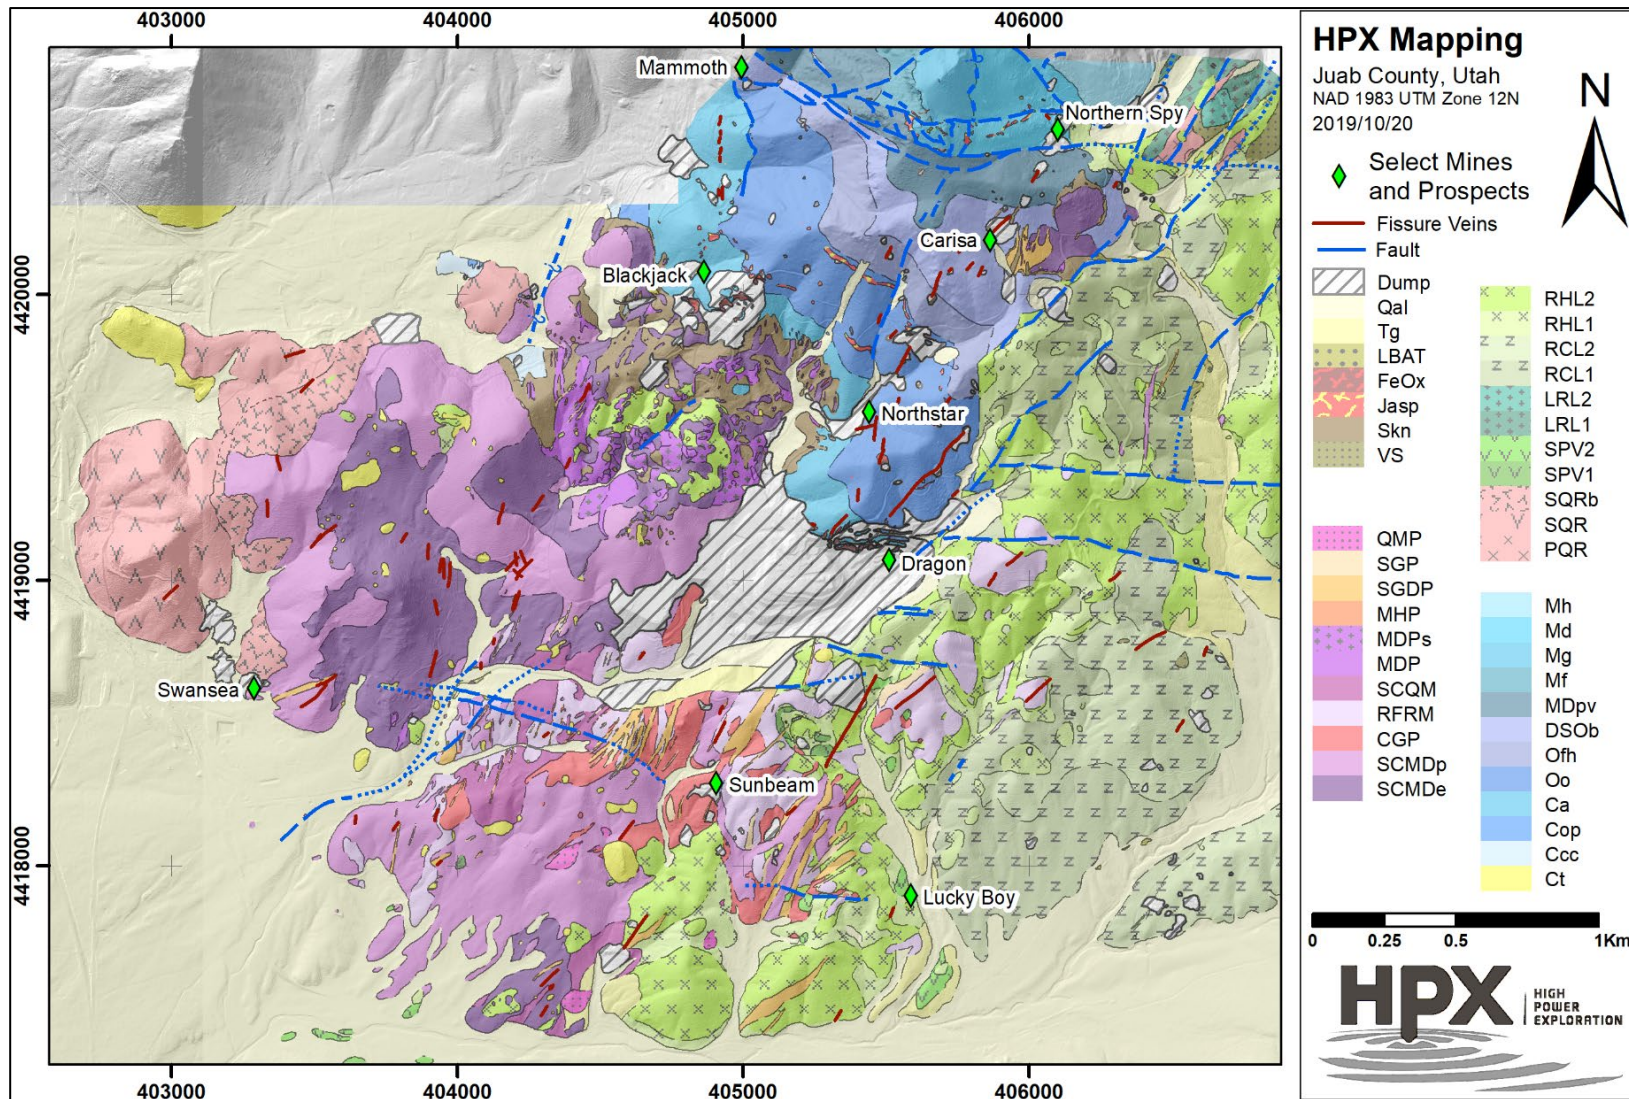 403000
404000
405000
406000
4420000
4419000
4418000
Mammoth
Northern Spy
Carisa
Blackjack
Northstar
Dragon
Swansea
Sunbeam
Lucky Boy
403000
404000
405000
406000
HPX Mapping
Juab County, Utah
NAD 1983 UTM Zone 12N
2019/10/20
N
Select Mines
and Prospects
Fissure Veins
Fault
Dump
Qal
Tg
LBAT
FeOx
Jasp
Skn
VS
QMP
SGP
SGDP
MHP
MDPs
MDP
SCQM
RFRM
CGP
SCMDp
SCMDe
RHL2
RHL1
RCL2
RCL1
LRL2
LRL1
SPV2
SPV1
SQRb
SQR
PQR
Mh
Md
Mg
Mf
MDpv
DSOb
Ofh
Oo
Ca
Cop
Ccc
Ct
0 0.25 0.5 1Km
HPX
HIGH
POWER
EXPLORATION